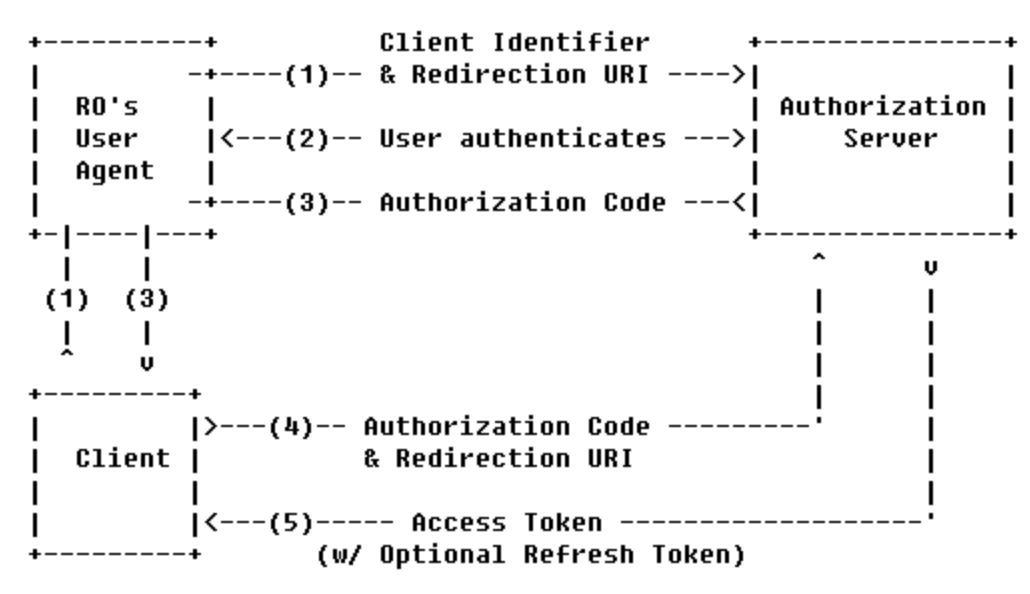 +----------+          Client Identifier      +---------------+
|         -+----(1)-- & Redirection URI ---->|               |
|  RO's    |                                 | Authorization |
|  User    |<---(2)-- User authenticates --->|     Server    |
|  Agent   |                                 |               |
|         -+----(3)-- Authorization Code ---<|               |
+-|----|---+                                 +---------------+
  |    |                                         ^      v
 (1)  (3)                                        |      |
  |    |                                         |      |
  ^    v                                         |      |
+---------+                                      |      |
|         |>---(4)-- Authorization Code ---------'      |
|  Client |          & Redirection URI                  |
|         |                                             |
|         |<---(5)----- Access Token -------------------'
+---------+       (w/ Optional Refresh Token)